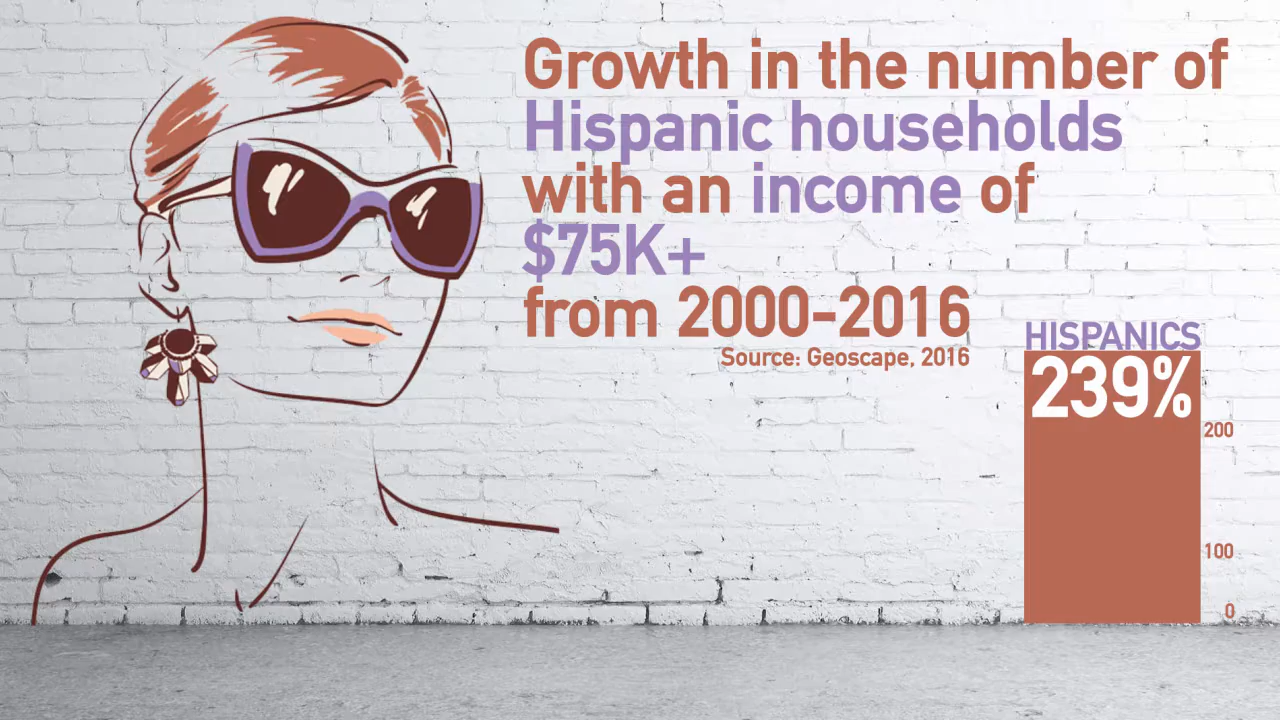 Growth in the number of
Hispanic households
with an income of
$75K+
from 2000-2016
Source: Geoscape, 2016
HISPANICS
239%
200
100
0